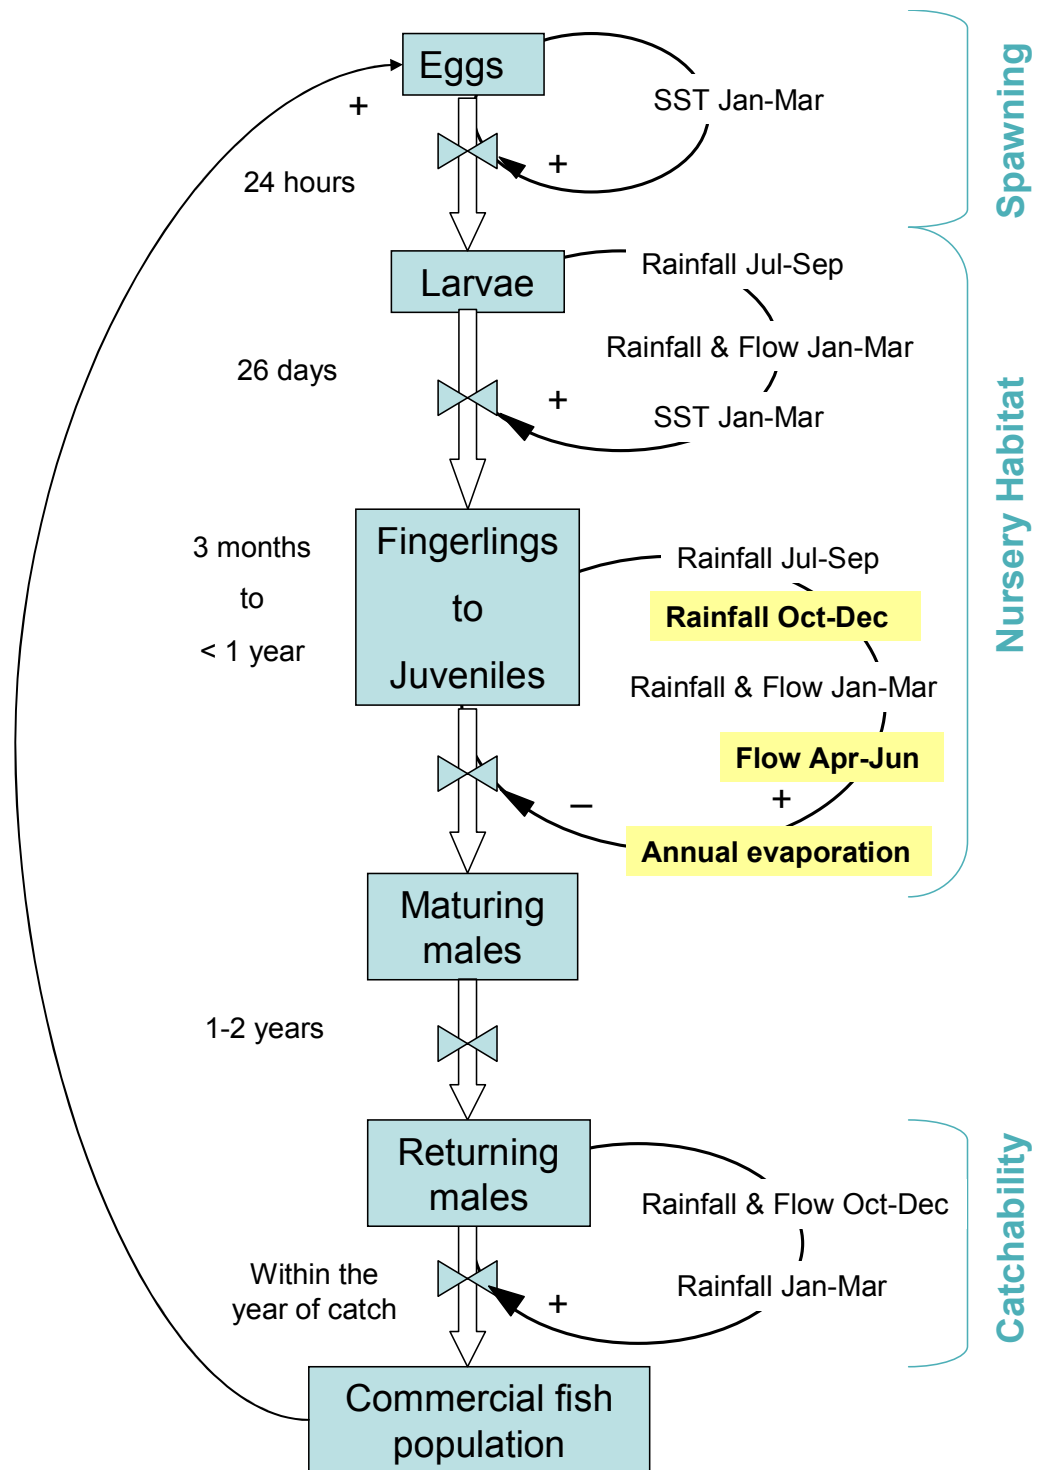 Eggs
SST Jan-Mar
+
+
24 hours
Spawning
Larvae
Rainfall Jul-Sep
Rainfall & Flow Jan-Mar
26 days
+
SST Jan-Mar
Nursery Habitat
3 months
to
< 1 year
Fingerlings
to
Juveniles
Rainfall Jul-Sep
Rainfall Oct-Dec
Rainfall & Flow Jan-Mar
Flow Apr-Jun
–
+
Annual evaporation
Maturing
males
1-2 years
Returning
males
Rainfall & Flow Oct-Dec
Rainfall Jan-Mar
Within the
year of catch
+
Catchability
Commercial fish
population